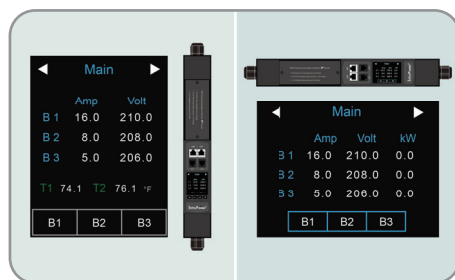 Main
Amp Volt
B1 16.0 210.0
B2 8.0 208.0
B3 5.0 206.0
T1 74.1 T2 76.1 °F
B1 B2 B3
Main
Amp Volt kW
B1 16.0 210.0 0.0
B2 8.0 208.0 0.0
B3 5.0 206.0 0.0
B1 B2 B3